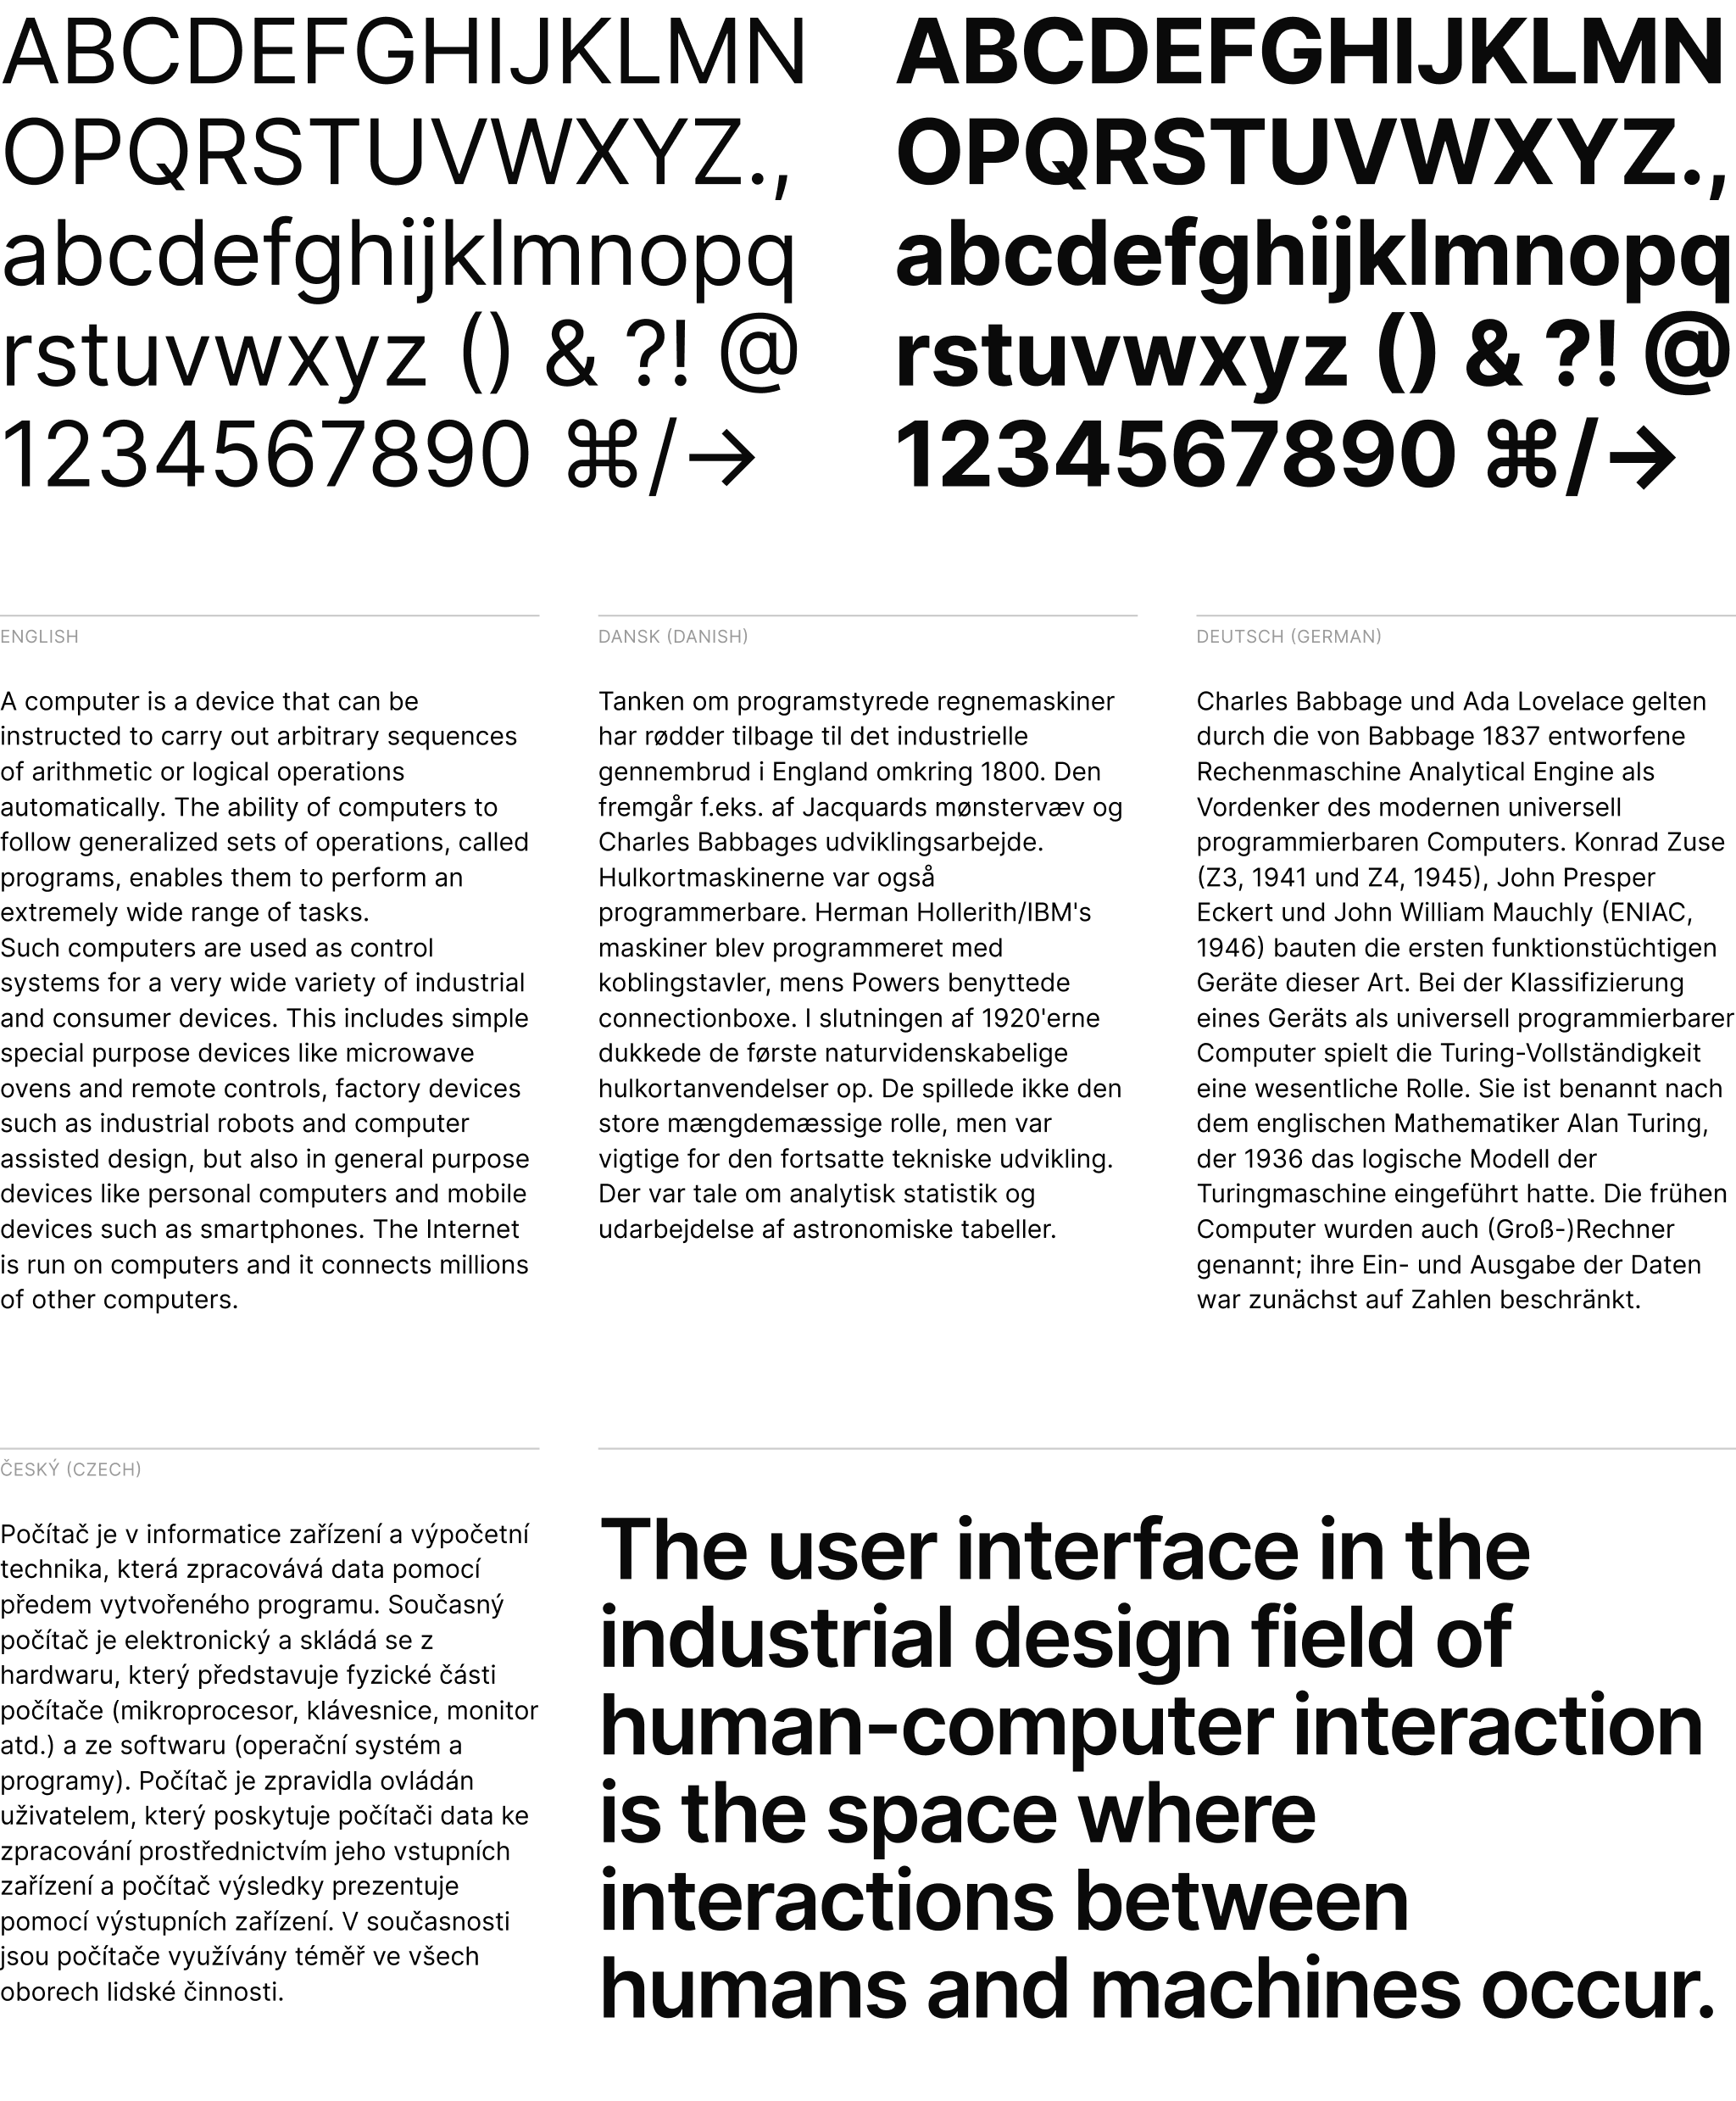 ABCDEFGHIJKLMN
OPQRSTUVWXYZ.,
abcdefghijklmnopq
rstuvwxyz () & ?! @
1234567890 ⌘/→
ABCDEFGHIJKLMN
OPQRSTUVWXYZ.,
abcdefghijklmnopq
rstuvwxyz () & ?! @
1234567890 ⌘/→
ENGLISH
A computer is a device that can be
instructed to carry out arbitrary sequences
of arithmetic or logical operations
automatically. The ability of computers to
follow generalized sets of operations, called
programs, enables them to perform an
extremely wide range of tasks.
Such computers are used as control
systems for a very wide variety of industrial
and consumer devices. This includes simple
special purpose devices like microwave
ovens and remote controls, factory devices
such as industrial robots and computer
assisted design, but also in general purpose
devices like personal computers and mobile
devices such as smartphones. The Internet
is run on computers and it connects millions
of other computers.
DANSK (DANISH)
Tanken om programstyrede regnemaskiner
har rødder tilbage til det industrielle
gennembrud i England omkring 1800. Den
fremgår f.eks. af Jacquards mønstervæv og
Charles Babbages udviklingsarbejde.
Hulkortmaskinerne var også
programmerbare. Herman Hollerith/IBM's
maskiner blev programmeret med
koblingstavler, mens Powers benyttede
connectionboxe. I slutningen af 1920'erne
dukkede de første naturvidenskabelige
hulkortanvendelser op. De spillede ikke den
store mængdemæssige rolle, men var
vigtige for den fortsatte tekniske udvikling.
Der var tale om analytisk statistik og
udarbejdelse af astronomiske tabeller.
DEUTSCH (GERMAN)
Charles Babbage und Ada Lovelace gelten
durch die von Babbage 1837 entworfene
Rechenmaschine Analytical Engine als
Vordenker des modernen universell
programmierbaren Computers. Konrad Zuse
(Z3, 1941 und Z4, 1945), John Presper
Eckert und John William Mauchly (ENIAC,
1946) bauten die ersten funktionstüchtigen
Geräte dieser Art. Bei der Klassifizierung
eines Geräts als universell programmierbarer
Computer spielt die Turing-Vollständigkeit
eine wesentliche Rolle. Sie ist benannt nach
dem englischen Mathematiker Alan Turing,
der 1936 das logische Modell der
Turingmaschine eingeführt hatte. Die frühen
Computer wurden auch (Groß-)Rechner
genannt; ihre Ein- und Ausgabe der Daten
war zunächst auf Zahlen beschränkt.
ČESKÝ (CZECH)
Počítač je v informatice zařízení a výpočetní
technika, která zpracovává data pomocí
předem vytvořeného programu. Současný
počítač je elektronický a skládá se z
hardwaru, který představuje fyzické části
počítače (mikroprocesor, klávesnice, monitor
atd.) a ze softwaru (operační systém a
programy). Počítač je zpravidla ovládán
uživatelem, který poskytuje počítači data ke
zpracování prostřednictvím jeho vstupních
zařízení a počítač výsledky prezentuje
pomocí výstupních zařízení. V současnosti
jsou počítače využívány téměř ve všech
oborech lidské činnosti.
The user interface in the
industrial design field of
human-computer interaction
is the space where
interactions between
humans and machines occur.